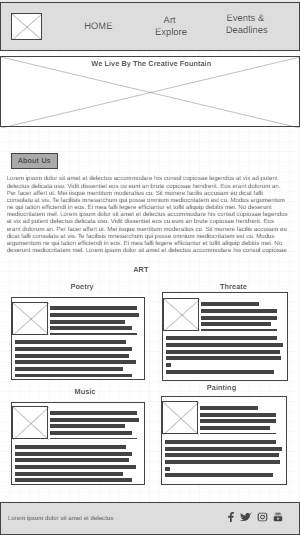 HOME
Art
Explore
Events &
Deadlines
We Live By The Creative Fountain
About Us
Lorem ipsum dolor sit amet et delectus accommodare his consul copiosae legendos at vix ad putent
delectus delicata usu. Vidit dissentiet eos cu eum an brute copiosae hendrerit. Eos erant dolorum an.
Per facer affert ut. Mei iisque mentitum moderatius cu. Sit munere facilis accusam eu dicat falli
consulatu at vis. Te facilisis mnesarchum qui posse omnium mediocritatem est cu. Modus argumentum
ne qui tation efficiendi in eos. Ei mea falli legere efficiantur et tollit aliquip debitis mei. No deserunt
mediocritatem mel. Lorem ipsum dolor sit amet et delectus accommodare his consul copiosae legendos
at vix ad putent delectus delicata usu. Vidit dissentiet eos cu eum an brute copiosae hendrerit. Eos
erant dolorum an. Per facer affert ut. Mei iisque mentitum moderatius cu. Sit munere facilis accusam eu
dicat falli consulatu at vis. Te facilisis mnesarchum qui posse omnium mediocritatem est cu. Modus
argumentum ne qui tation efficiendi in eos. Ei mea falli legere efficiantur et tollit aliquip debitis mei. No
deserunt mediocritatem mel. Lorem ipsum dolor sit amet et delectus accommodare his consul copiosae
ART
Poetry
Threate
Music
Painting
Lorem ipsum dolor sit amet et delectus